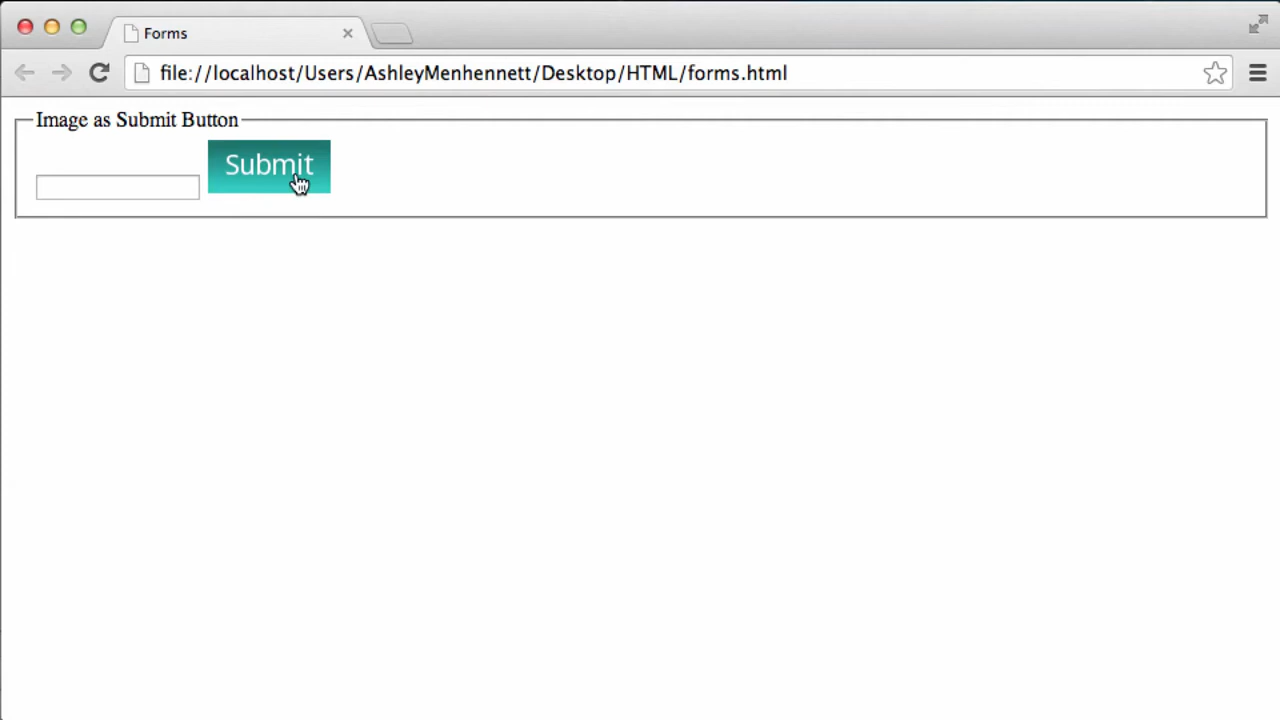 Forms
file://localhost/Users/AshleyMenhennett/Desktop/HTML/forms.html
Image as Submit Button
Submit